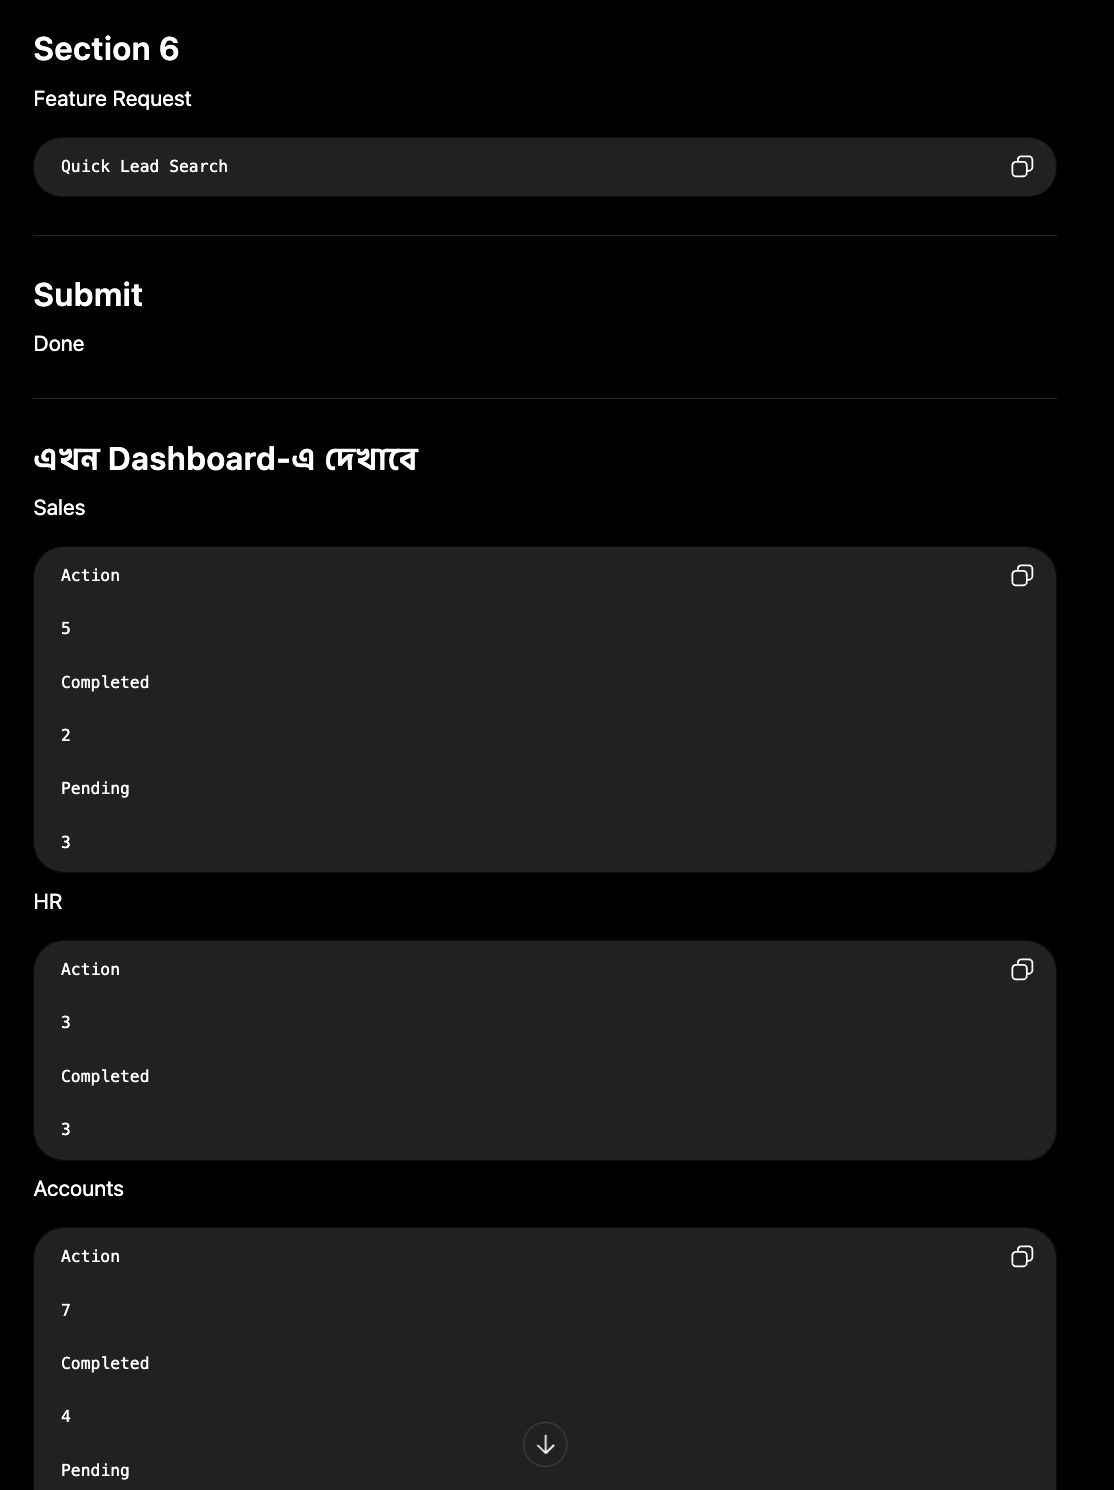 Section 6
Feature Request
Quick Lead Search
Submit
Done
এখন Dashboard-এ দেখাবে
Sales
Action
5
Completed
2
Pending
3
HR
Action
3
Completed
3
Accounts
Action
7
Completed
4
Pending